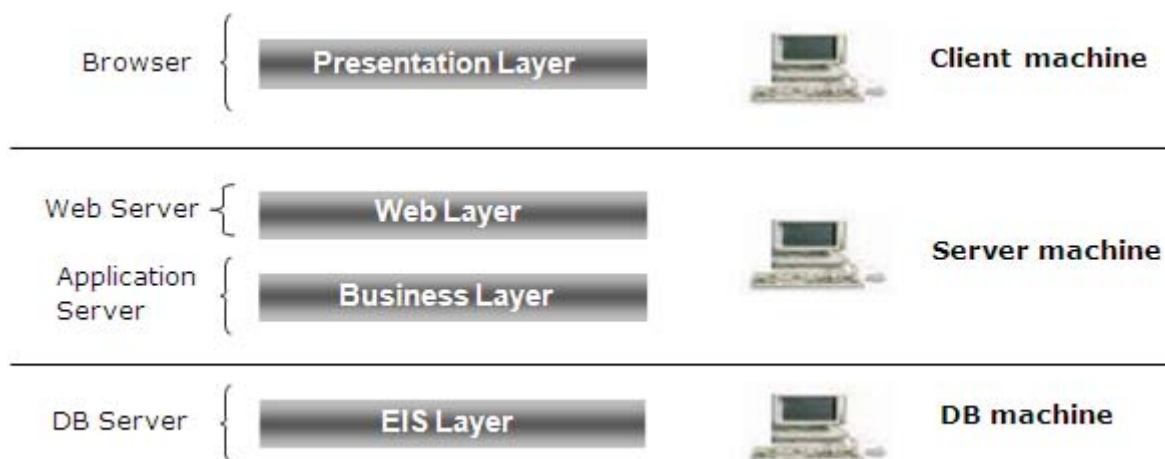 Browser
Presentation Layer
Client machine
Web Server
Web Layer
Application
Server
Business Layer
Server machine
DB Server
EIS Layer
DB machine